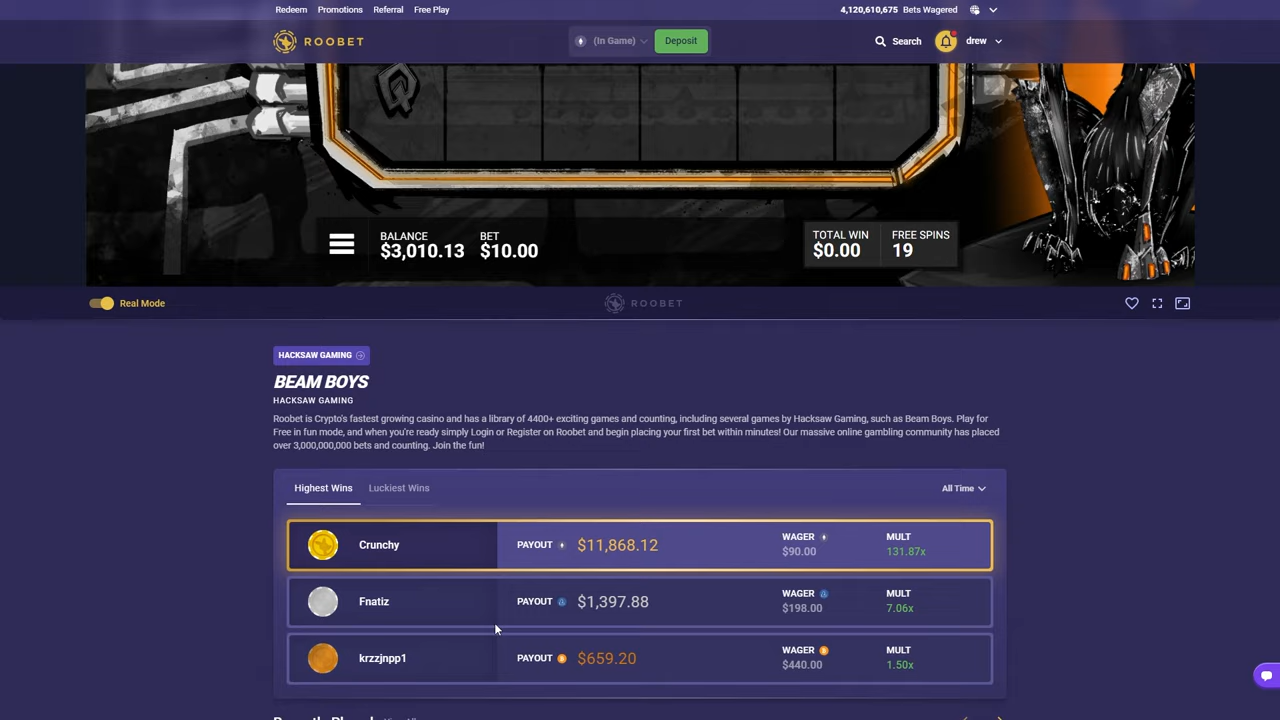 Redeem Promotions Referral Free Play 4,120,610,675 Bets Wagered
ROOBET (In Game) Deposit Search drew
BALANCE BET TOTAL WIN FREE SPINS
$3,010.13 $10.00 $0.00 19
Real Mode ROOBET
HACKSAW GAMING
BEAM BOYS
HACKSAW GAMING
Roobet is Crypto's fastest growing casino and has a library of 4400+ exciting games and counting, including several games by Hacksaw Gaming, such as Beam Boys. Play for
Free in fun mode, and when you're ready simply Login or Register on Roobet and begin placing your first bet within minutes! Our massive online gambling community has placed
over 3,000,000,000 bets and counting. Join the fun!
Highest Wins Luckiest Wins All Time
Crunchy PAYOUT $11,868.12 WAGER MULT
$90.00 131.87x
Fnatiz PAYOUT $1,397.88 WAGER MULT
$198.00 7.06x
krzzjnpp1 PAYOUT $659.20 WAGER MULT
$440.00 1.50x